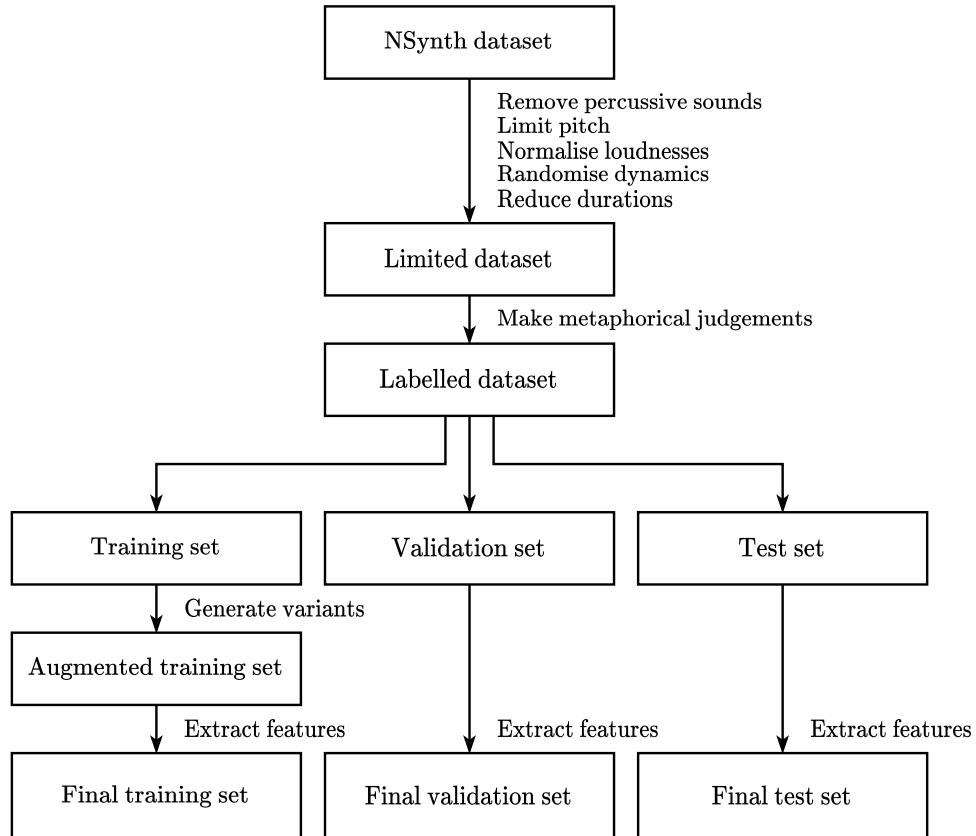 NSynth dataset
Remove percussive sounds
Limit pitch
Normalise loudnesses
Randomise dynamics
Reduce durations
Limited dataset
Make metaphorical judgements
Labelled dataset
Training set
Validation set
Test set
Generate variants
Augmented training set
Extract features
Extract features
Extract features
Final training set
Final validation set
Final test set